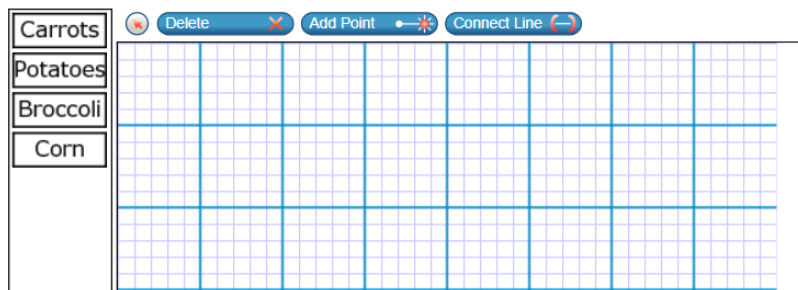 Carrots
Delete
Add Point
Connect Line
Potatoes
Broccoli
Corn